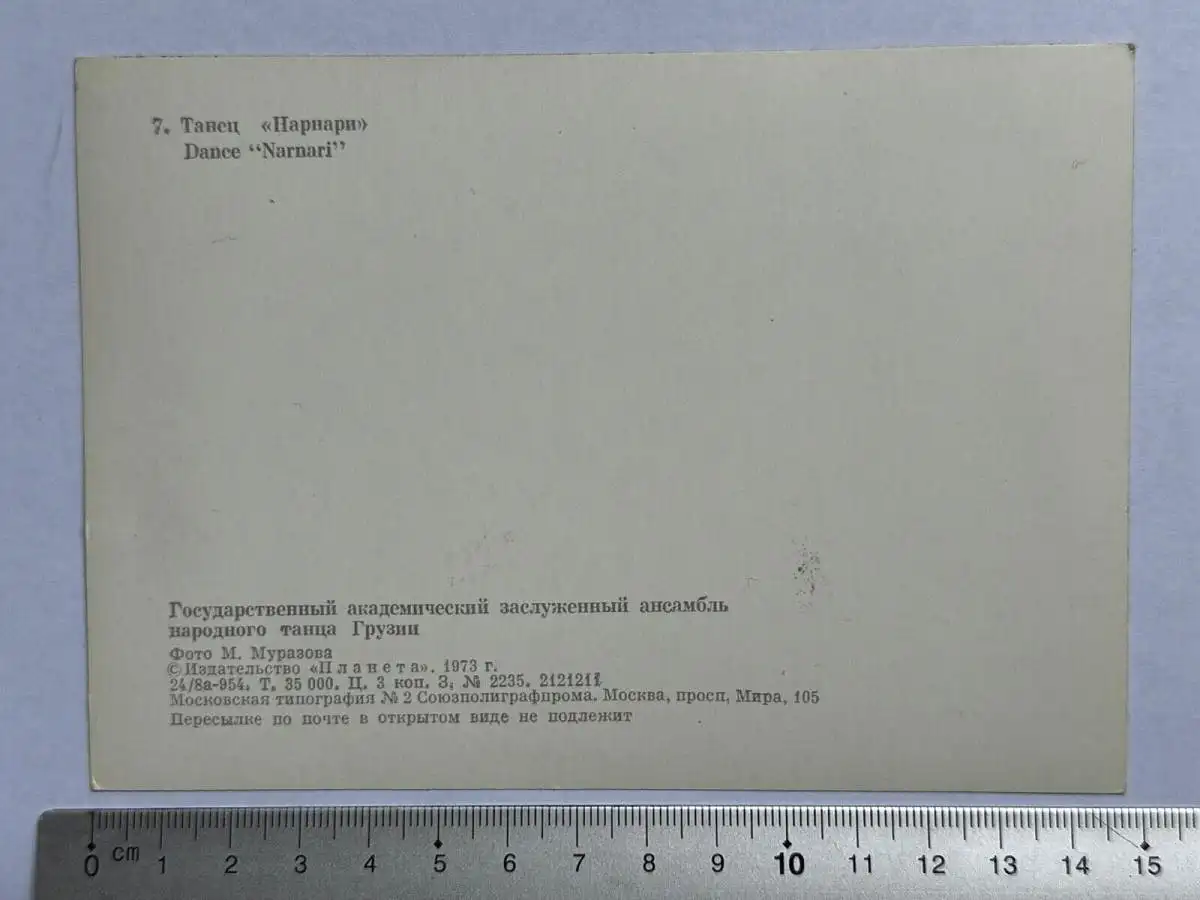 7. Танец «Нарнари»
Dance “Narnari”
Государственный академический заслуженный ансамбль
народного танца Грузии
Фото М. Муразова
© Издательство «Планета». 1973 г.
24/8а-954. Т. 35 000. Ц. 3 коп. З. № 2235. 2121211
Московская типография № 2 Союзполиграфпрома. Москва, просп, Мира, 105
Пересылке по почте в открытом виде не подлежит
0 cm 1 2 3 4 5 6 7 8 9 10 11 12 13 14 15